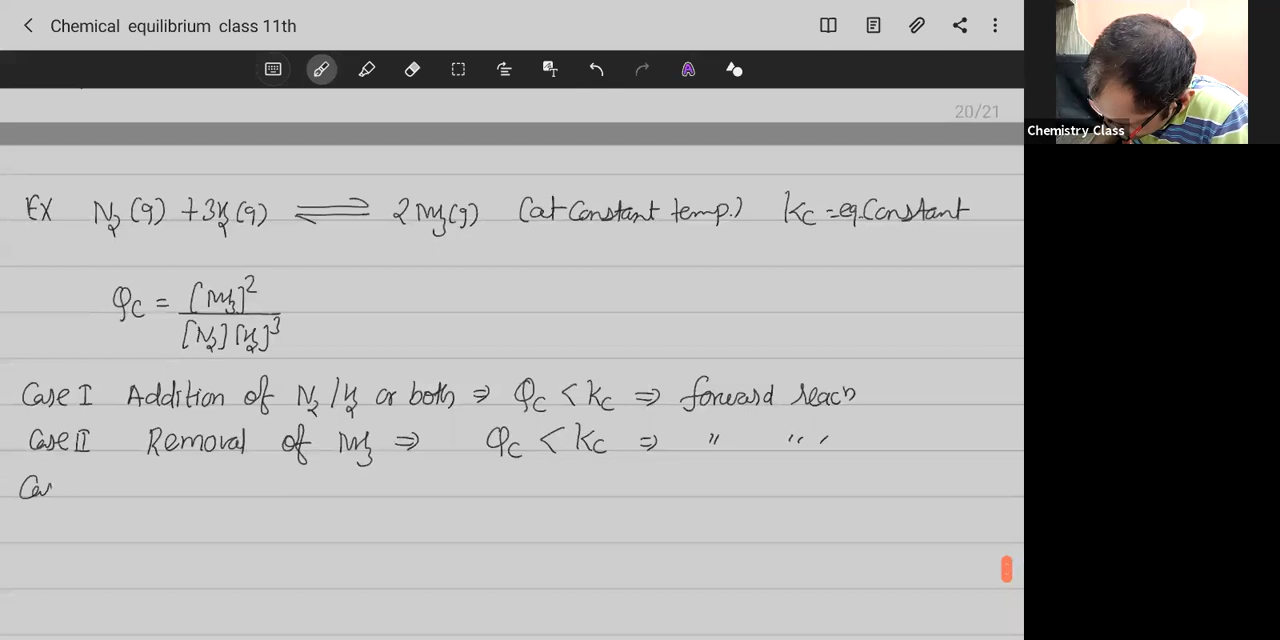 Chemical equilibrium class 11th
20/21
Chemistry Class
EX N₂(g) + 3H₂(g) ⇌ 2NH₃(g) (at Constant temp.) Kc = eq. Constant
Qc = [NH₃]² / [N₂][H₂]³
Case I Addition of N₂/H₂ or both ⇒ Qc < Kc ⇒ forward reacn
Case II Removal of NH₃ ⇒ Qc < Kc ⇒ " " "
Cas